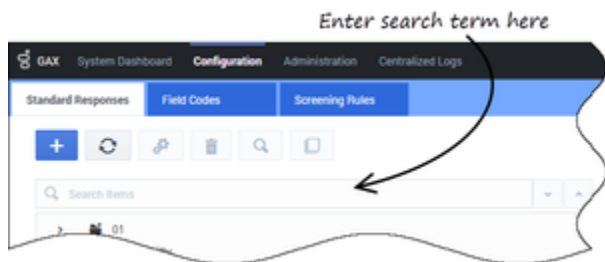 Enter search term here
GAX System Dashboard Configuration Administration Centralized Logs
Standard Responses Field Codes Screening Rules
+
Search Items
01